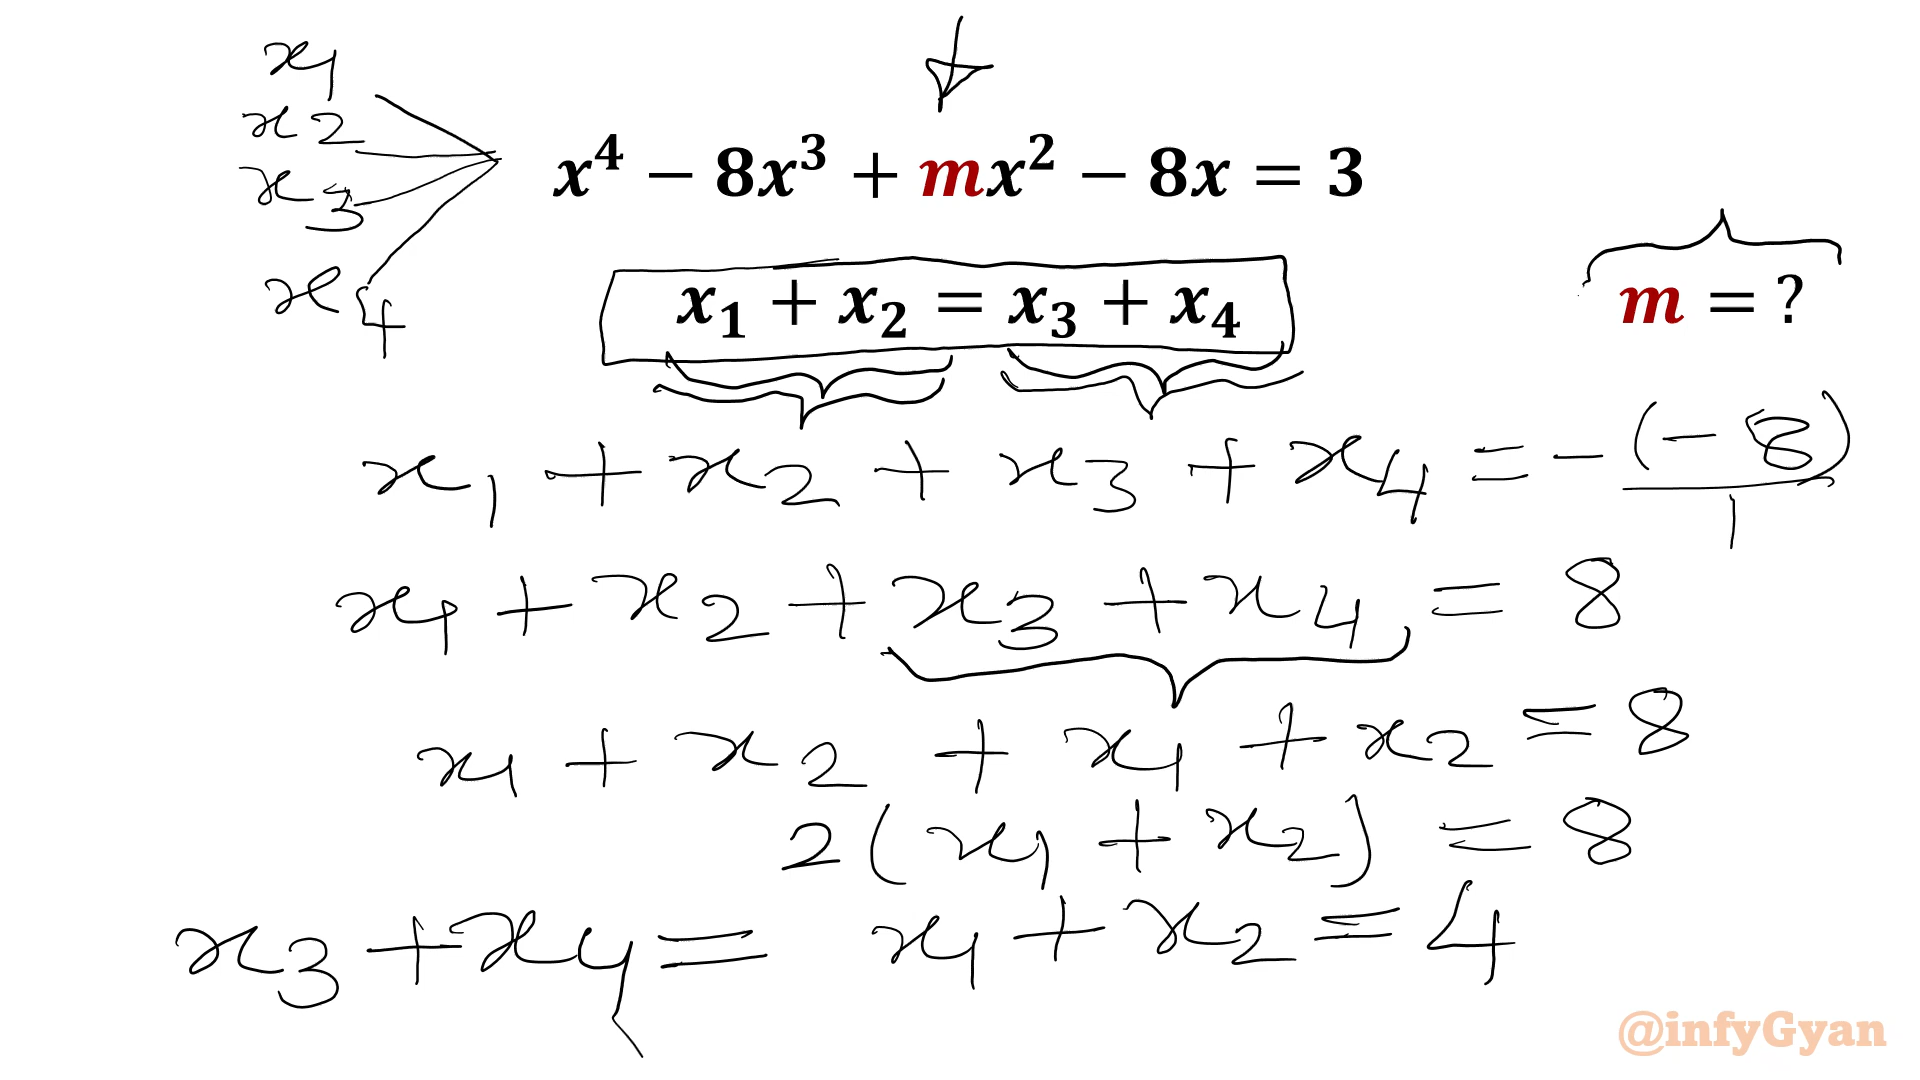 x₁
x₂
x₃
x₄
x⁴ − 8x³ + mx² − 8x = 3
x₁ + x₂ = x₃ + x₄
m = ?
x₁ + x₂ + x₃ + x₄ = −(−8)/1
x₁ + x₂ + x₃ + x₄ = 8
x₁ + x₂ + x₁ + x₂ = 8
2(x₁ + x₂) = 8
x₃ + x₄ = x₁ + x₂ = 4
@infyGyan